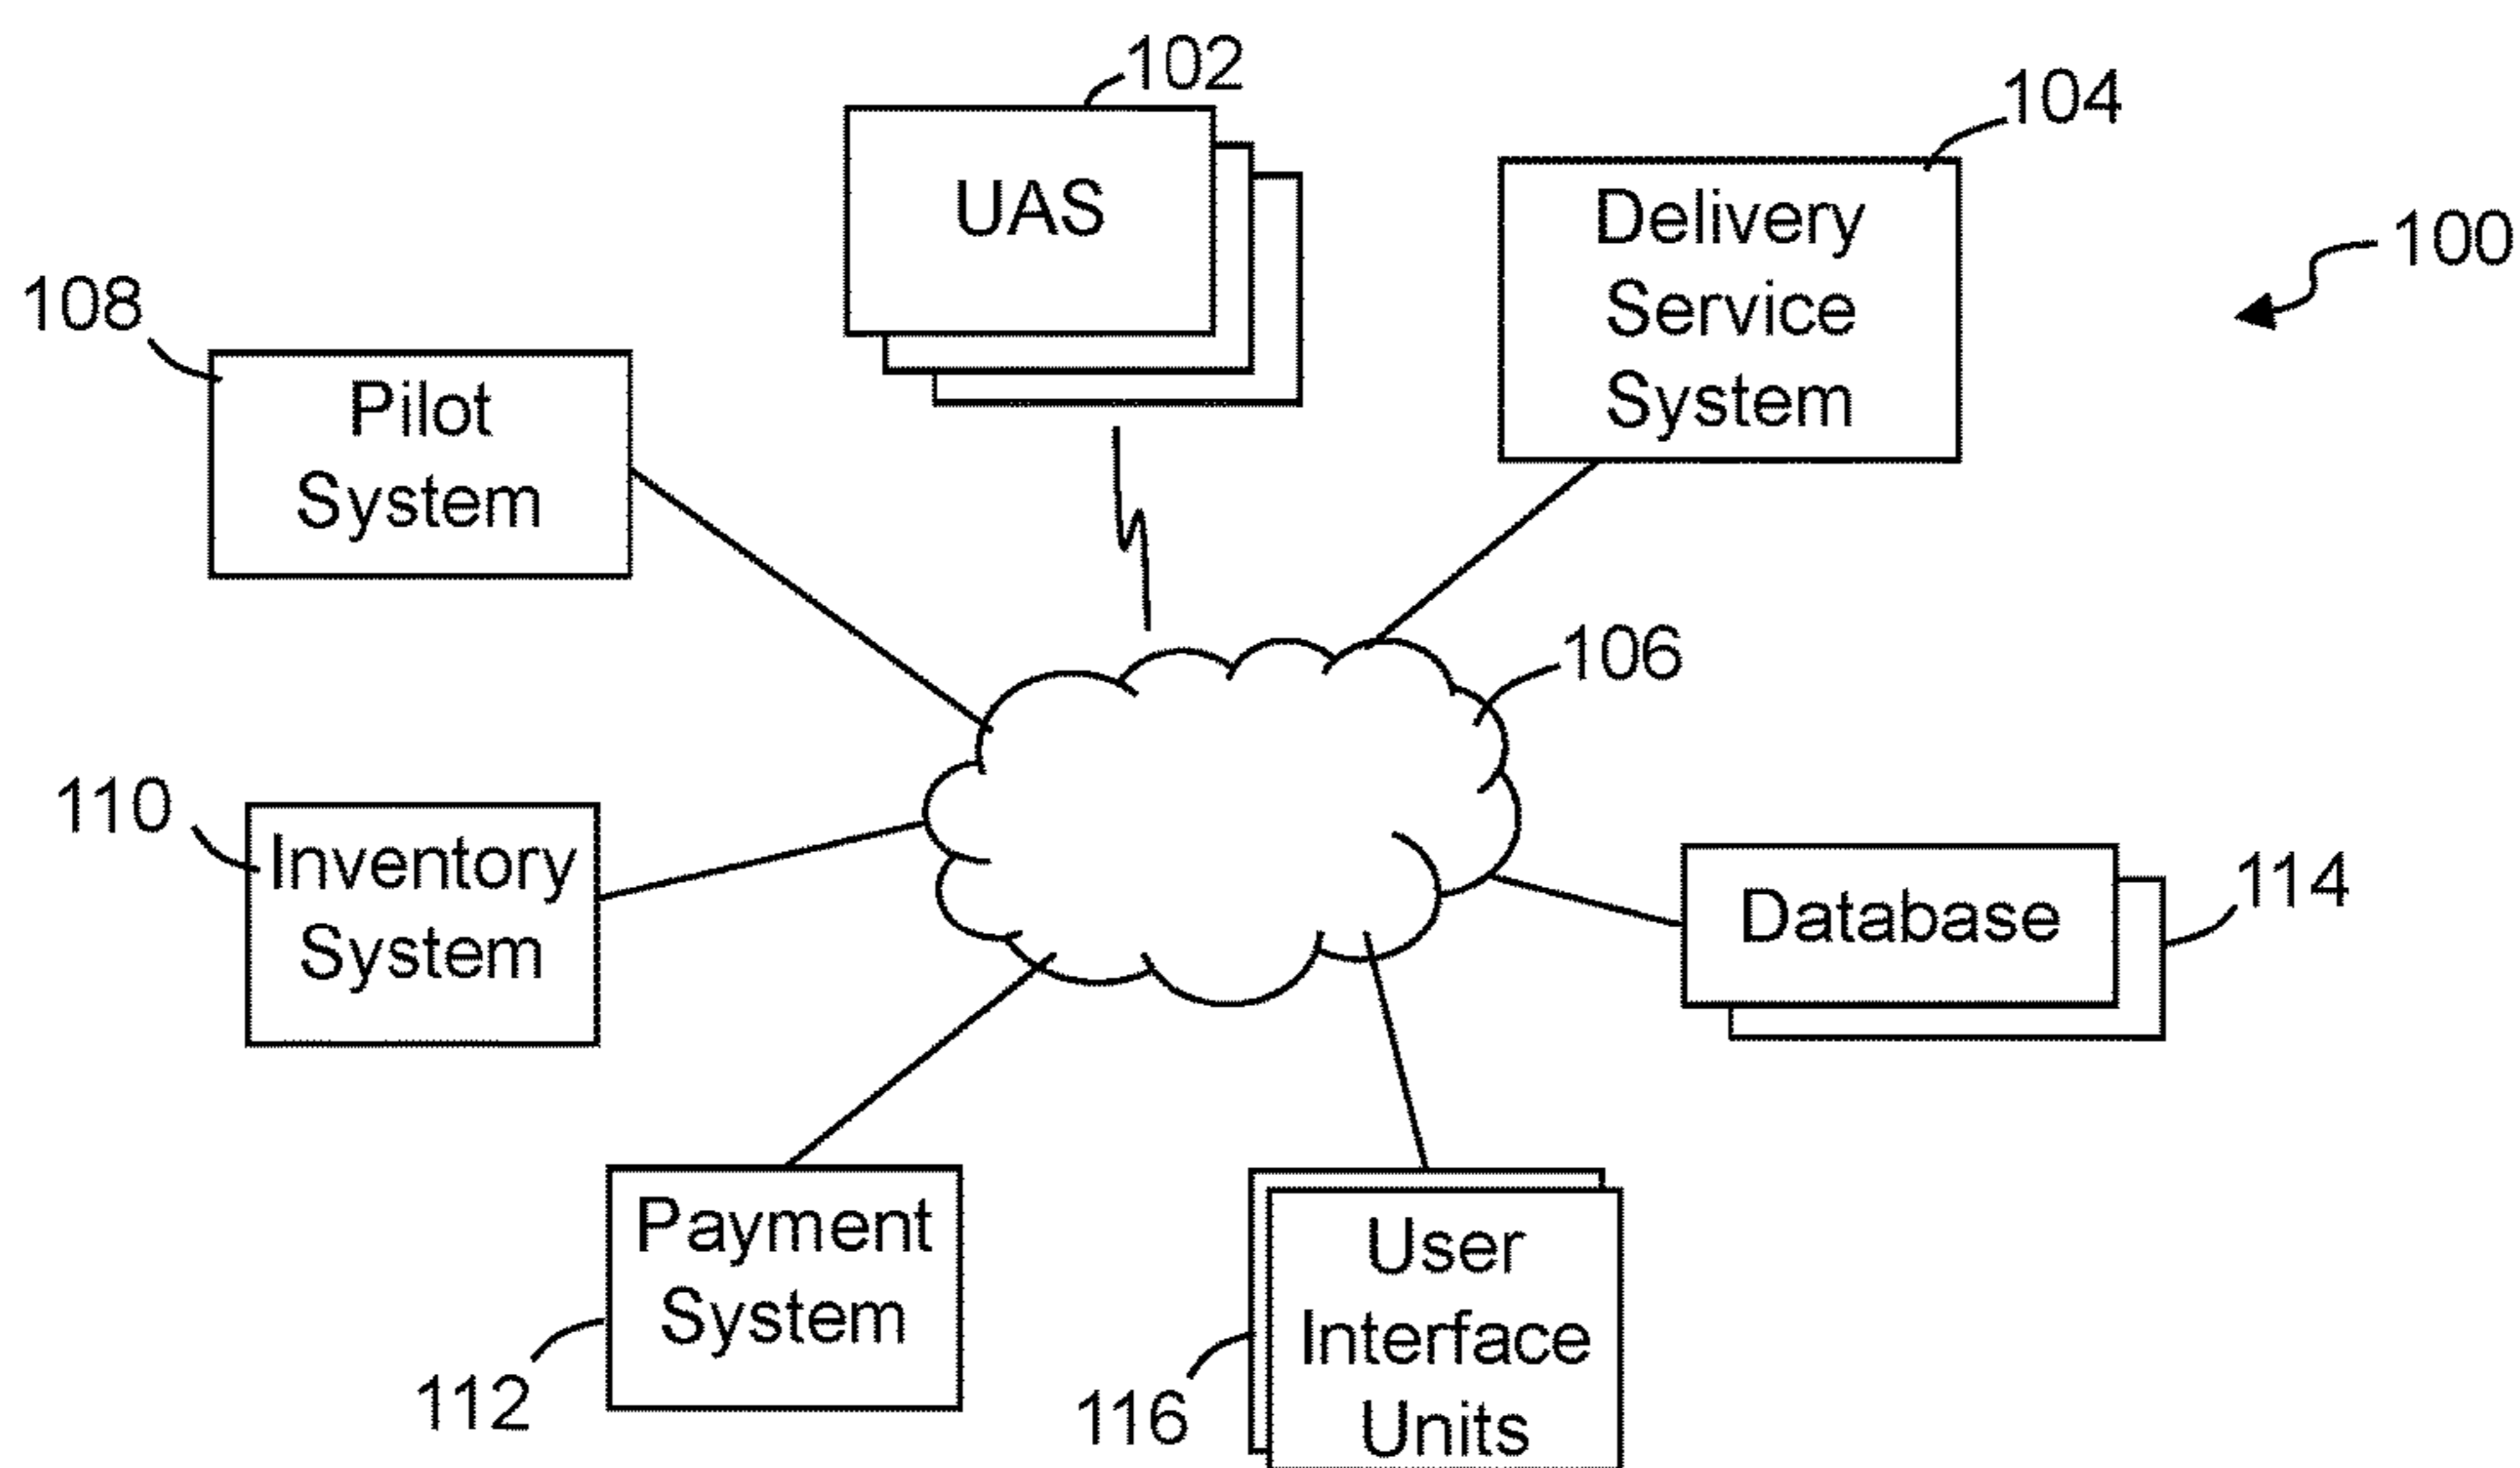 102
UAS
104
Delivery
Service
System
100
108
Pilot
System
106
110
Inventory
System
Database
114
Payment
System
112
User
Interface
Units
116